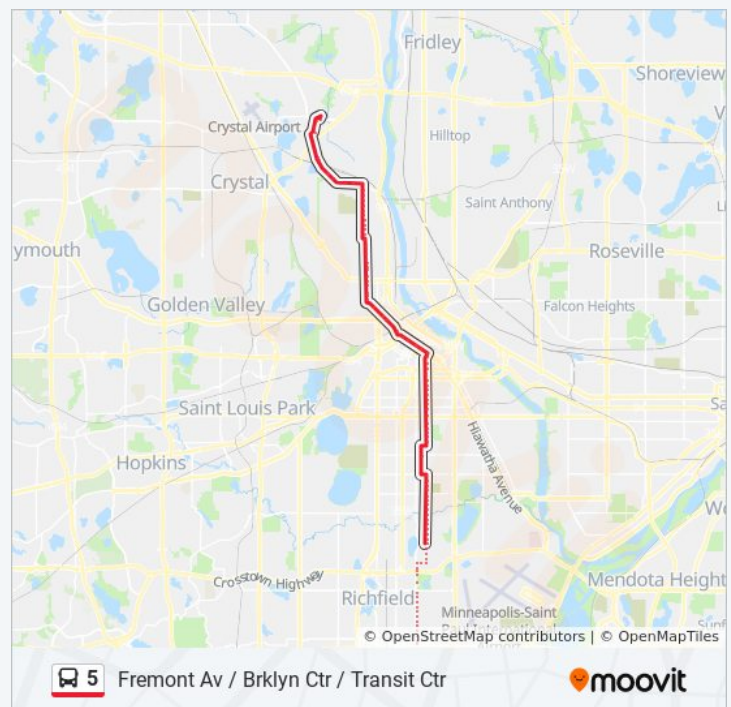 Fridley
Shoreview
Crystal Airport
Hilltop
Crystal
Saint Anthony
ymouth
Roseville
Golden Valley
Falcon Heights
Saint Louis Park
Hiawatha Avenue
Hopkins
Crosstown Highway
Mendota Height
Richfield
Minneapolis-Saint
© OpenStreetMap contributors | © OpenMapTiles
5 Fremont Av / Brklyn Ctr / Transit Ctr
moovit